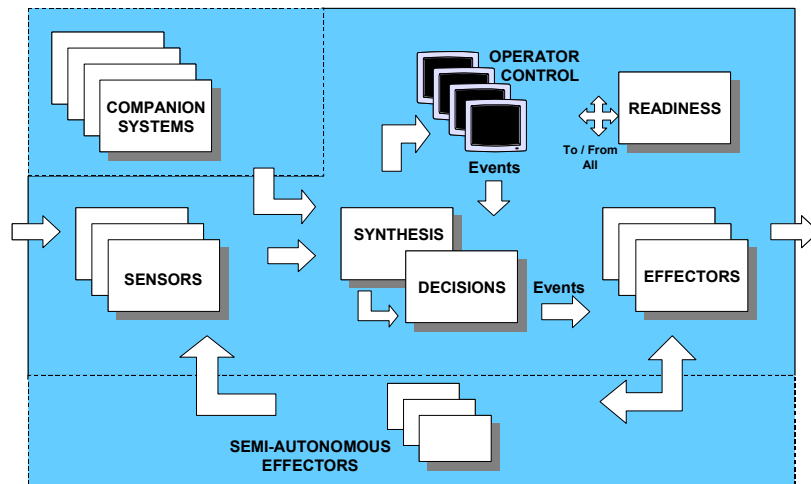 COMPANION
SYSTEMS
OPERATOR
CONTROL
READINESS
To / From
All
Events
SENSORS
SYNTHESIS
DECISIONS
Events
EFFECTORS
SEMI-AUTONOMOUS
EFFECTORS